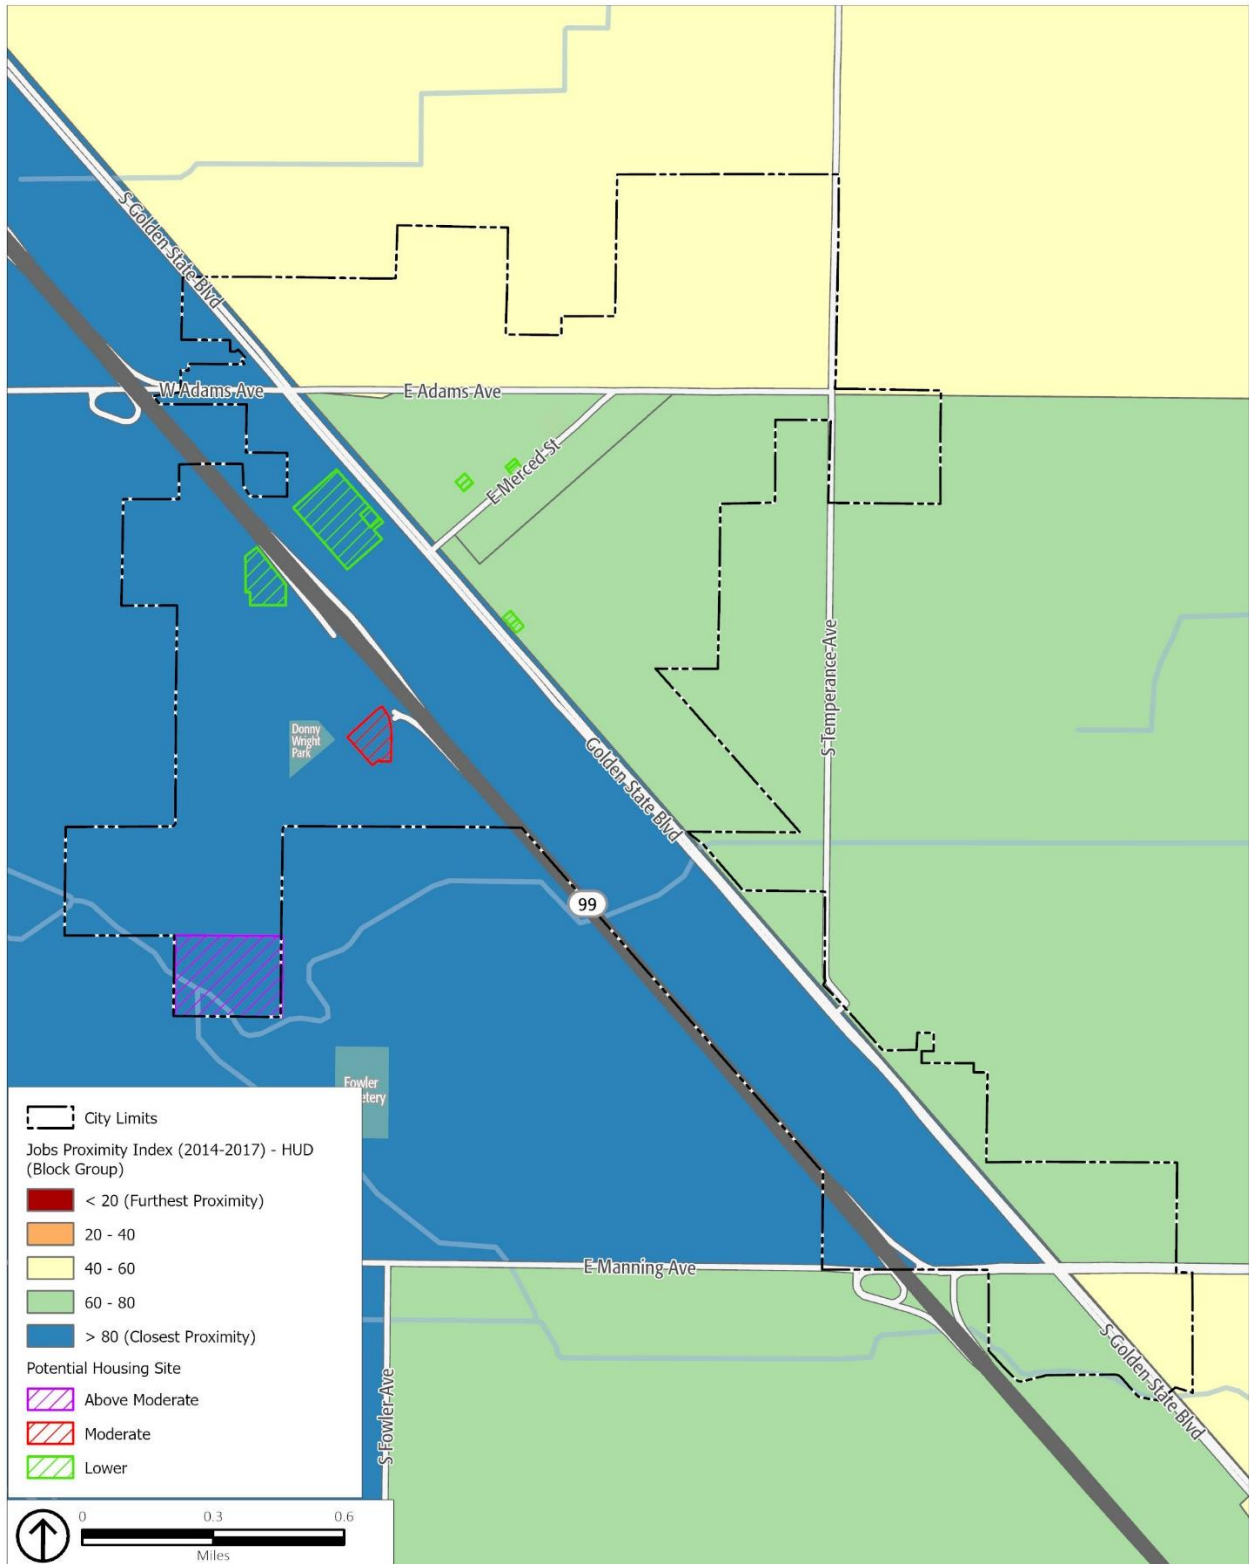 S Golden State Blvd
W Adams Ave
E Adams Ave
E Merced St
S Temperance Ave
Donny
Wright
Park
Golden State Blvd
99
Fowler
etery
E Manning Ave
S Fowler Ave
S Golden State Blvd
City Limits
Jobs Proximity Index (2014-2017) - HUD
(Block Group)
< 20 (Furthest Proximity)
20 - 40
40 - 60
60 - 80
> 80 (Closest Proximity)
Potential Housing Site
Above Moderate
Moderate
Lower
0 0.3 0.6
Miles